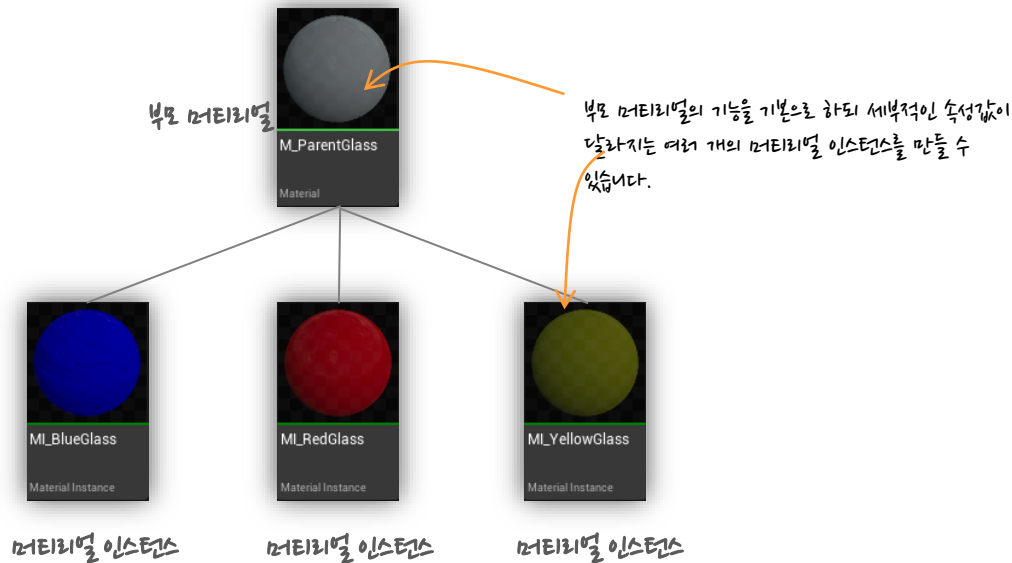 부모 머티리얼
M_ParentGlass
Material
부모 머티리얼의 기능을 기본으로 하되 세부적인 속성값이
달라지는 여러 개의 머티리얼 인스턴스를 만들 수
있습니다.
MI_BlueGlass
Material Instance
MI_RedGlass
Material Instance
MI_YellowGlass
Material Instance
머티리얼 인스턴스
머티리얼 인스턴스
머티리얼 인스턴스